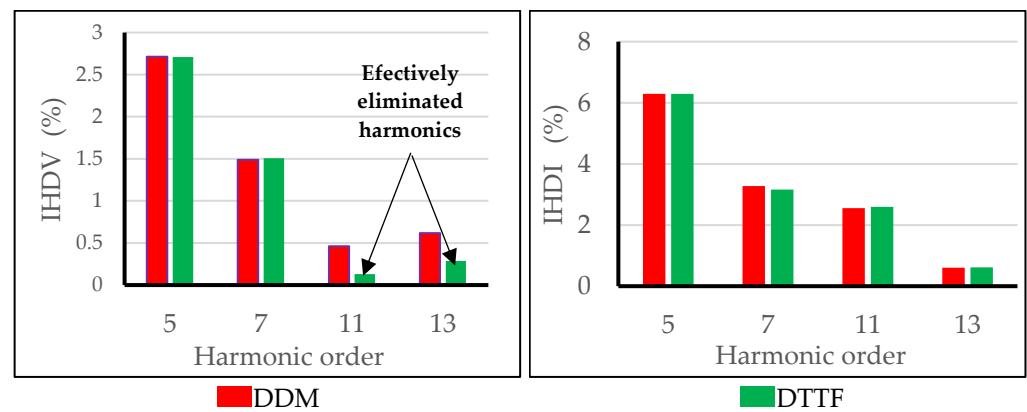 3
2.5
2
1.5
1
0.5
0
IHDV (%)
Efectively
eliminated
harmonics
5 7 11 13
Harmonic order
8
6
4
2
0
IHDI (%)
5 7 11 13
Harmonic order
DDM
DTTF